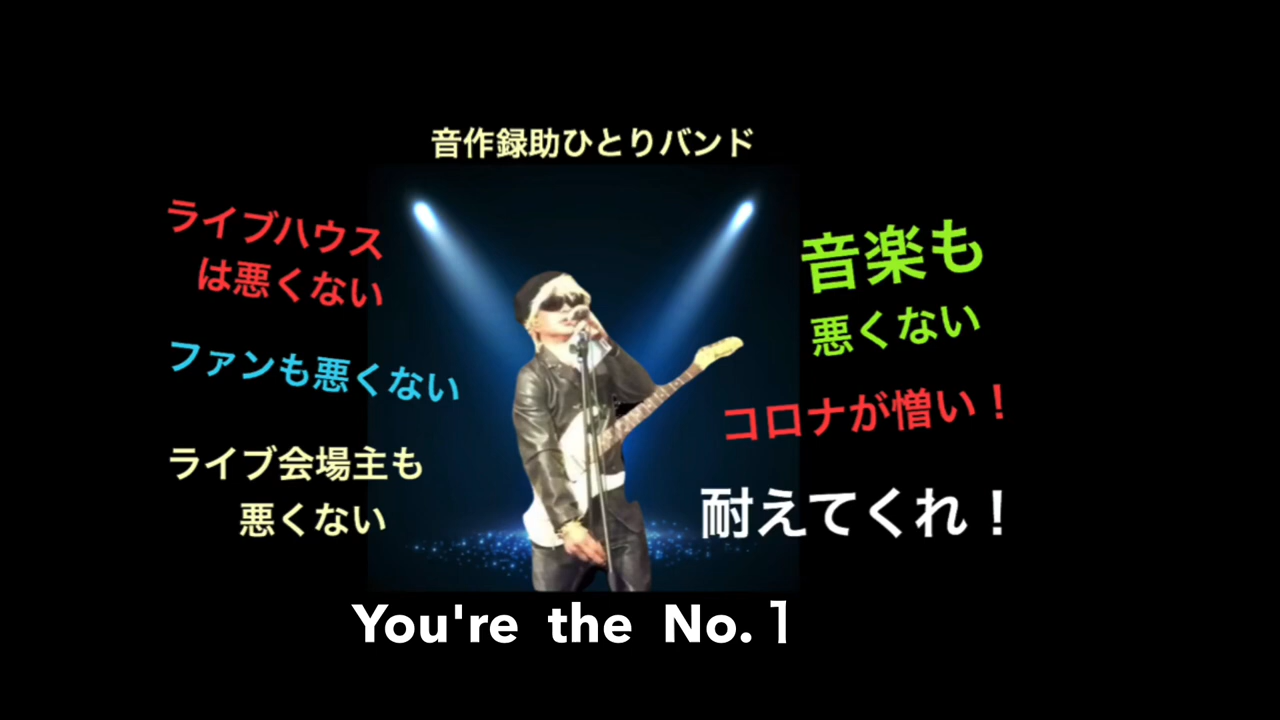 音作録助ひとりバンド
ライブハウス
は悪くない
ファンも悪くない
ライブ会場主も
悪くない
音楽も
悪くない
コロナが憎い！
耐えてくれ！
You're the No.１